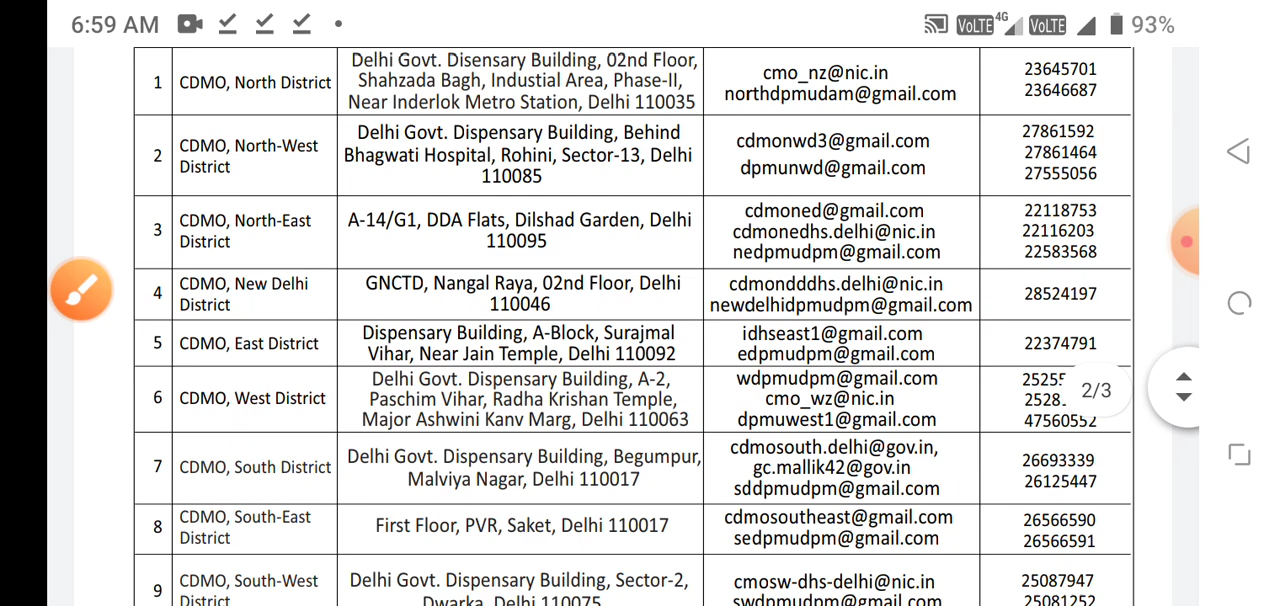 6:59 AM
VoLTE 4G VoLTE 93%
1 CDMO, North District
Delhi Govt. Disensary Building, 02nd Floor,
Shahzada Bagh, Industial Area, Phase-II,
Near Inderlok Metro Station, Delhi 110035
cmo_nz@nic.in
northdpmudam@gmail.com
23645701
23646687
2 CDMO, North-West
District
Delhi Govt. Dispensary Building, Behind
Bhagwati Hospital, Rohini, Sector-13, Delhi
110085
cdmonwd3@gmail.com
dpmunwd@gmail.com
27861592
27861464
27555056
3 CDMO, North-East
District
A-14/G1, DDA Flats, Dilshad Garden, Delhi
110095
cdmoned@gmail.com
cdmonedhs.delhi@nic.in
nedpmudpm@gmail.com
22118753
22116203
22583568
4 CDMO, New Delhi
District
GNCTD, Nangal Raya, 02nd Floor, Delhi
110046
cdmondddhs.delhi@nic.in
newdelhidpmudpm@gmail.com
28524197
5 CDMO, East District
Dispensary Building, A-Block, Surajmal
Vihar, Near Jain Temple, Delhi 110092
idhseast1@gmail.com
edpmudpm@gmail.com
22374791
6 CDMO, West District
Delhi Govt. Dispensary Building, A-2,
Paschim Vihar, Radha Krishan Temple,
Major Ashwini Kanv Marg, Delhi 110063
wdpmudpm@gmail.com
cmo_wz@nic.in
dpmuwest1@gmail.com
47560552
2/3
7 CDMO, South District
Delhi Govt. Dispensary Building, Begumpur,
Malviya Nagar, Delhi 110017
cdmosouth.delhi@gov.in,
gc.mallik42@gov.in
sddpmudpm@gmail.com
26693339
26125447
8 CDMO, South-East
District
First Floor, PVR, Saket, Delhi 110017
cdmosoutheast@gmail.com
sedpmudpm@gmail.com
26566590
26566591
9 CDMO, South-West
District
Delhi Govt. Dispensary Building, Sector-2,
Dwarka, Delhi 110075
cmosw-dhs-delhi@nic.in
swdpmudpm@gmail.com
25087947
25081252